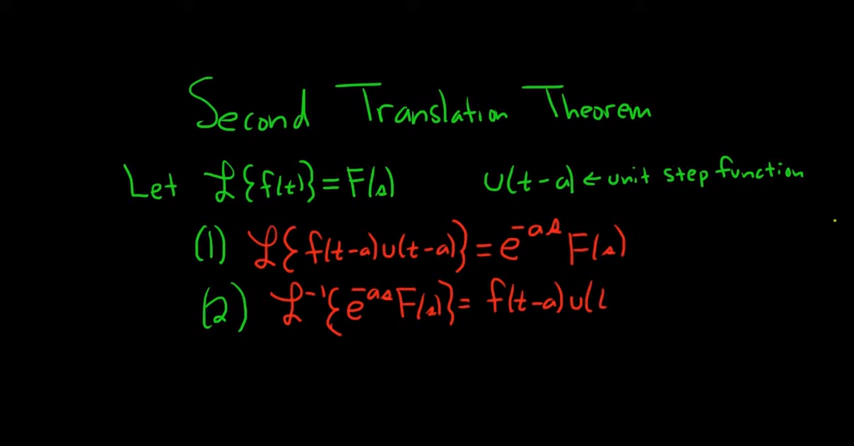 Second Translation Theorem
Let ℒ{f(t)} = F(s) u(t-a) ← unit step function
(1) ℒ{f(t-a)u(t-a)} = e^{-as} F(s)
(2) ℒ^{-1}{e^{-as}F(s)} = f(t-a)u(t